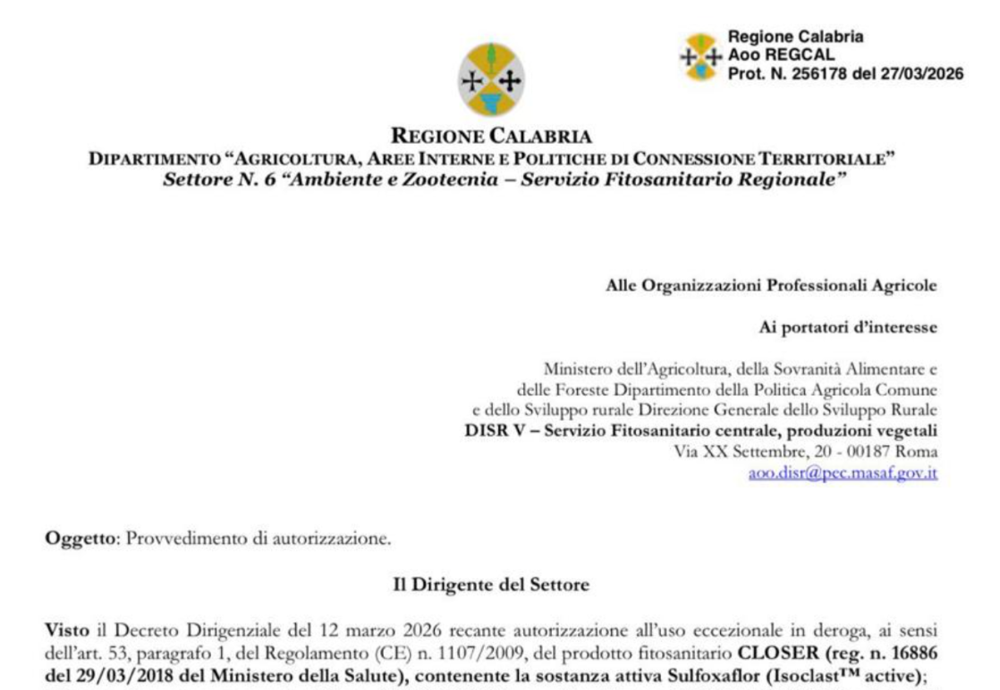 Regione Calabria
Aoo REGCAL
Prot. N. 256178 del 27/03/2026
REGIONE CALABRIA
DIPARTIMENTO “AGRICOLTURA, AREE INTERNE E POLITICHE DI CONNESSIONE TERRITORIALE”
Settore N. 6 “Ambiente e Zootecnia – Servizio Fitosanitario Regionale”
Alle Organizzazioni Professionali Agricole
Ai portatori d’interesse
Ministero dell’Agricoltura, della Sovranità Alimentare e
delle Foreste Dipartimento della Politica Agricola Comune
e dello Sviluppo rurale Direzione Generale dello Sviluppo Rurale
DISR V – Servizio Fitosanitario centrale, produzioni vegetali
Via XX Settembre, 20 - 00187 Roma
aoo.disr@pec.masaf.gov.it
Oggetto: Provvedimento di autorizzazione.
Il Dirigente del Settore
Visto il Decreto Dirigenziale del 12 marzo 2026 recante autorizzazione all’uso eccezionale in deroga, ai sensi
dell’art. 53, paragrafo 1, del Regolamento (CE) n. 1107/2009, del prodotto fitosanitario CLOSER (reg. n. 16886
del 29/03/2018 del Ministero della Salute), contenente la sostanza attiva Sulfoxaflor (Isoclast™ active);